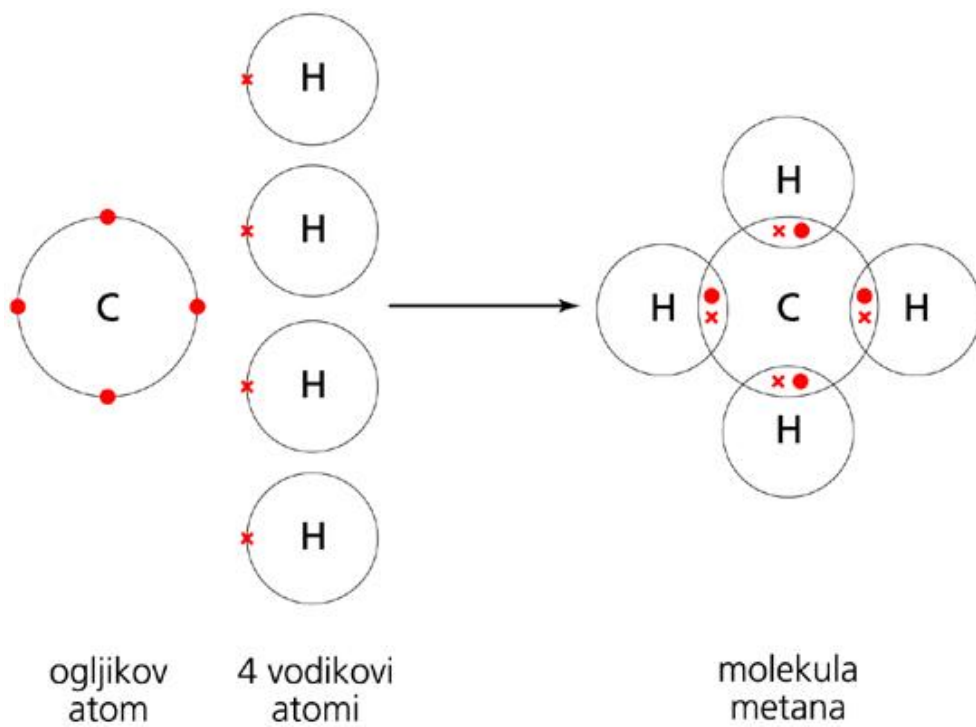 H
H
H
H
C
H
H
C
H
H
ogljikov
atom
4 vodikovi
atomi
molekula
metana